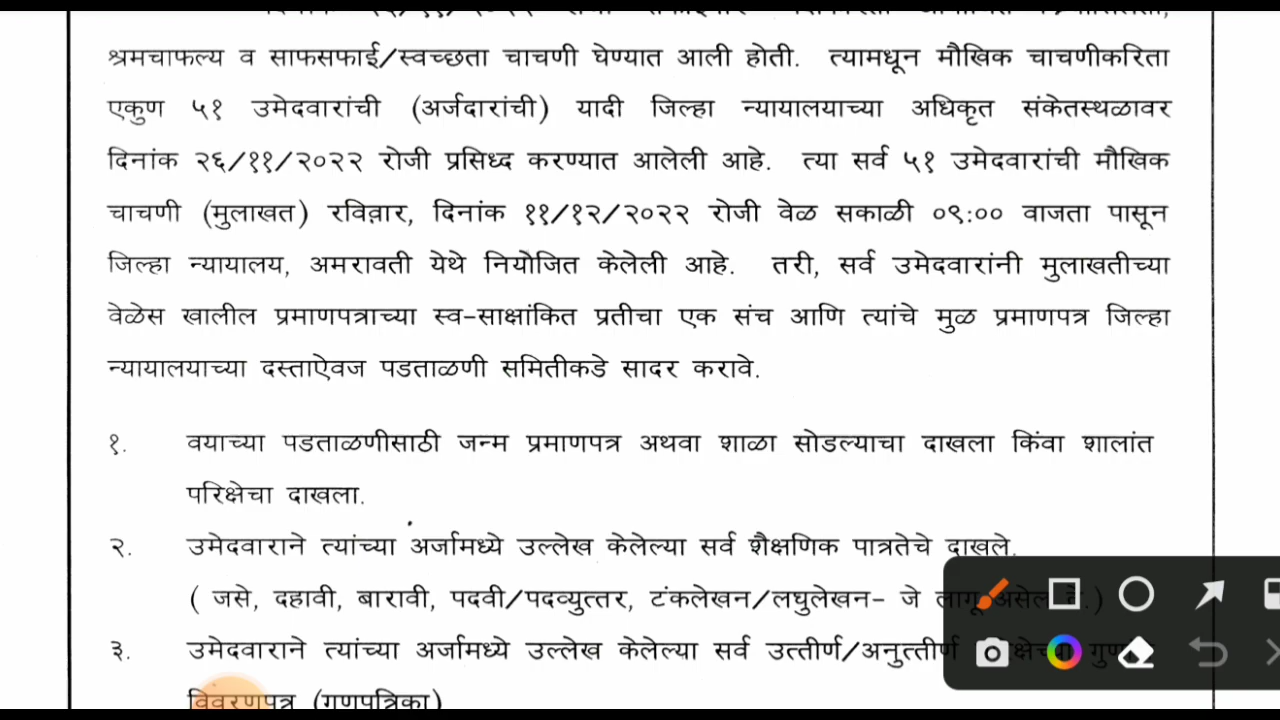 श्रमचाफल्य व साफसफाई/स्वच्छता चाचणी घेण्यात आली होती. त्यामधून मौखिक चाचणीकरिता
एकुण ५१ उमेदवारांची (अर्जदारांची) यादी जिल्हा न्यायालयाच्या अधिकृत संकेतस्थळावर
दिनांक २६/११/२०२२ रोजी प्रसिध्द करण्यात आलेली आहे. त्या सर्व ५१ उमेदवारांची मौखिक
चाचणी (मुलाखत) रविवार, दिनांक ११/१२/२०२२ रोजी वेळ सकाळी ०९:०० वाजता पासून
जिल्हा न्यायालय, अमरावती येथे नियोजित केलेली आहे. तरी, सर्व उमेदवारांनी मुलाखतीच्या
वेळेस खालील प्रमाणपत्राच्या स्व-साक्षांकित प्रतीचा एक संच आणि त्यांचे मुळ प्रमाणपत्र जिल्हा
न्यायालयाच्या दस्ताऐवज पडताळणी समितीकडे सादर करावे.
१. वयाच्या पडताळणीसाठी जन्म प्रमाणपत्र अथवा शाळा सोडल्याचा दाखला किंवा शालांत
परिक्षेचा दाखला.
२. उमेदवाराने त्यांच्या अर्जामध्ये उल्लेख केलेल्या सर्व शैक्षणिक पात्रतेचे दाखले.
( जसे, दहावी, बारावी, पदवी/पदव्युत्तर, टंकलेखन/लघुलेखन- जे लागू असेल ते.)
३. उमेदवाराने त्यांच्या अर्जामध्ये उल्लेख केलेल्या सर्व उत्तीर्ण/अनुत्तीर्ण
विवरणपत्र (गुणपत्रिका)